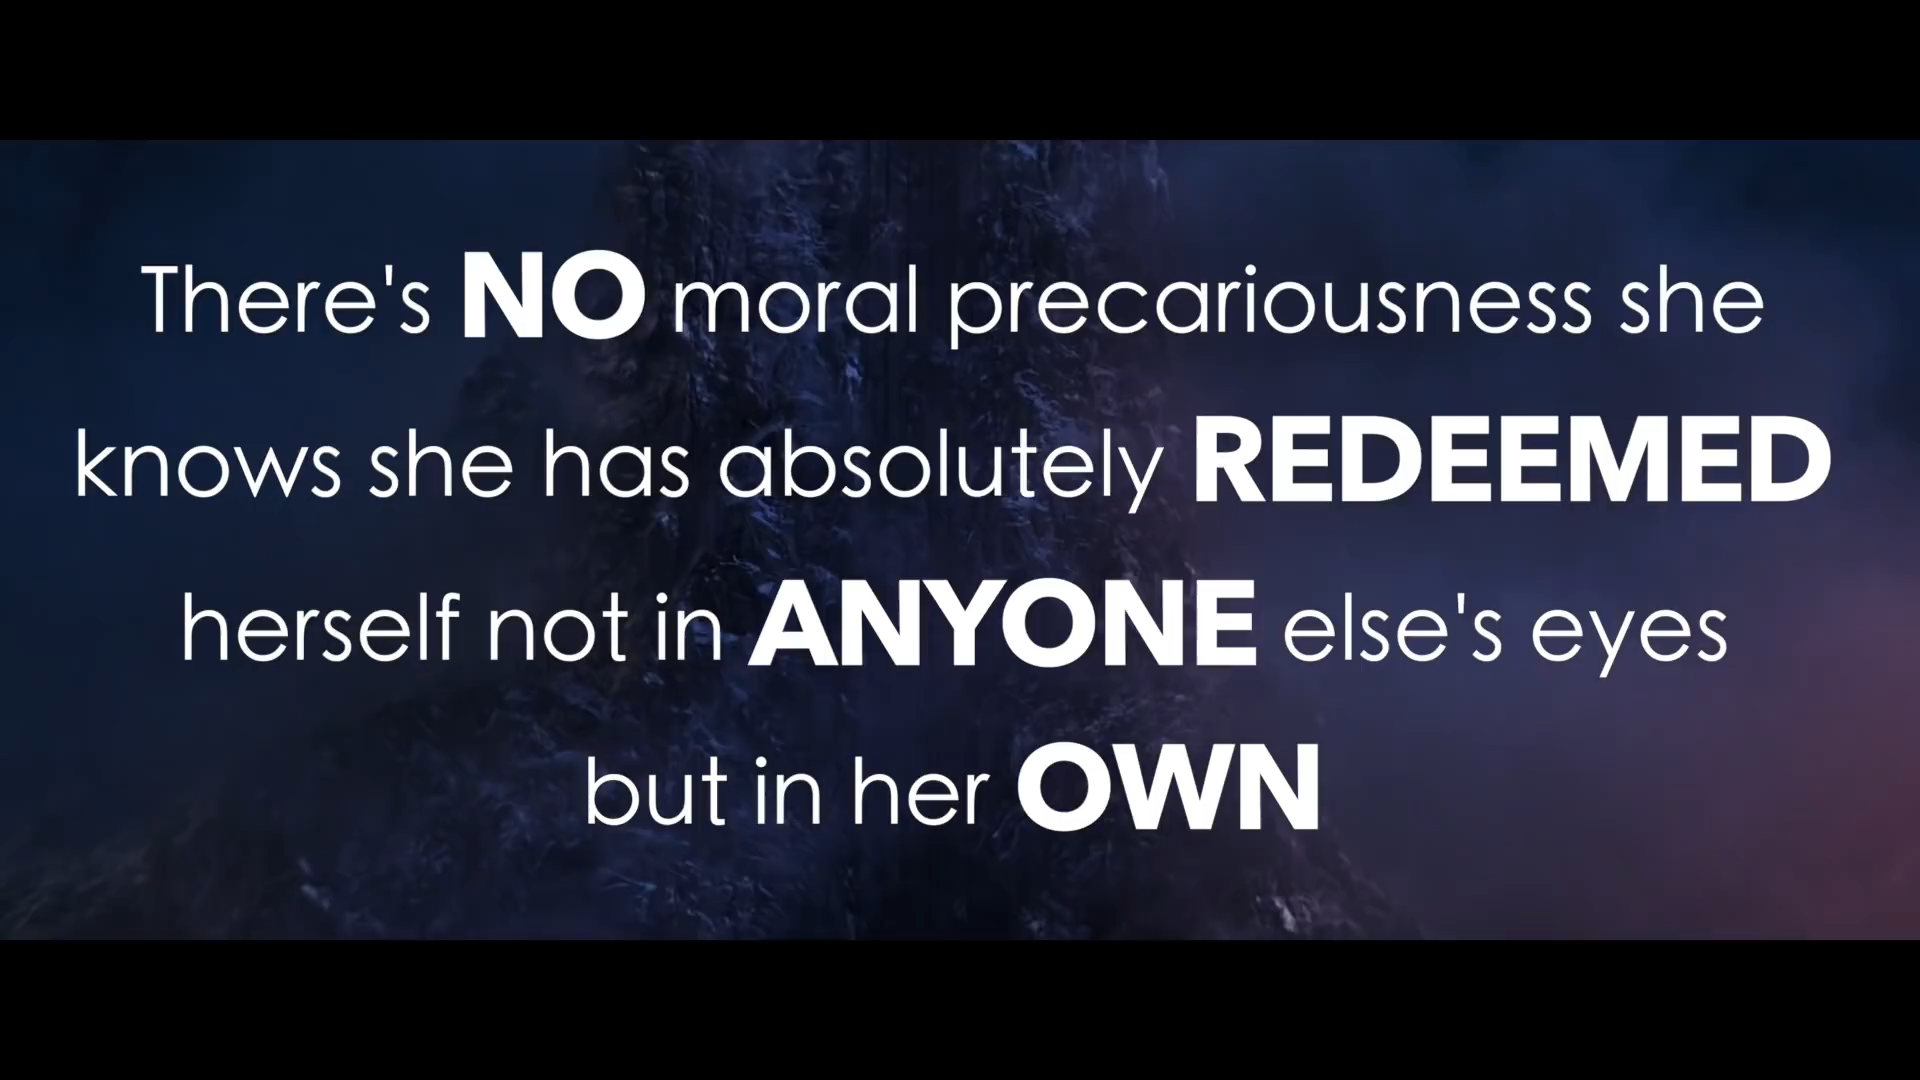 There's NO moral precariousness she
knows she has absolutely REDEEMED
herself not in ANYONE else's eyes
but in her OWN